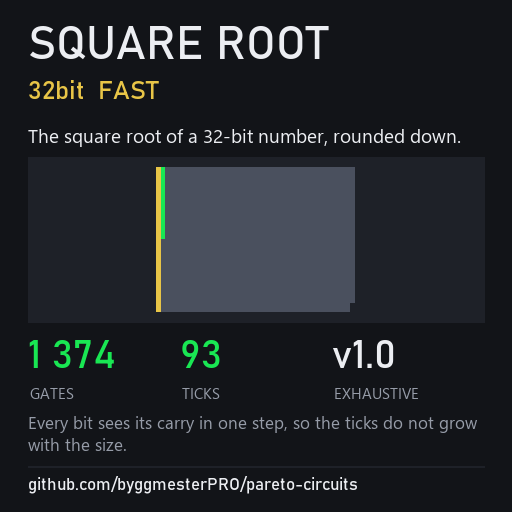 SQUARE ROOT
32bit FAST
The square root of a 32-bit number, rounded down.
1 374 93 v1.0
GATES TICKS EXHAUSTIVE
Every bit sees its carry in one step, so the ticks do not grow
with the size.
github.com/byggmesterPRO/pareto-circuits